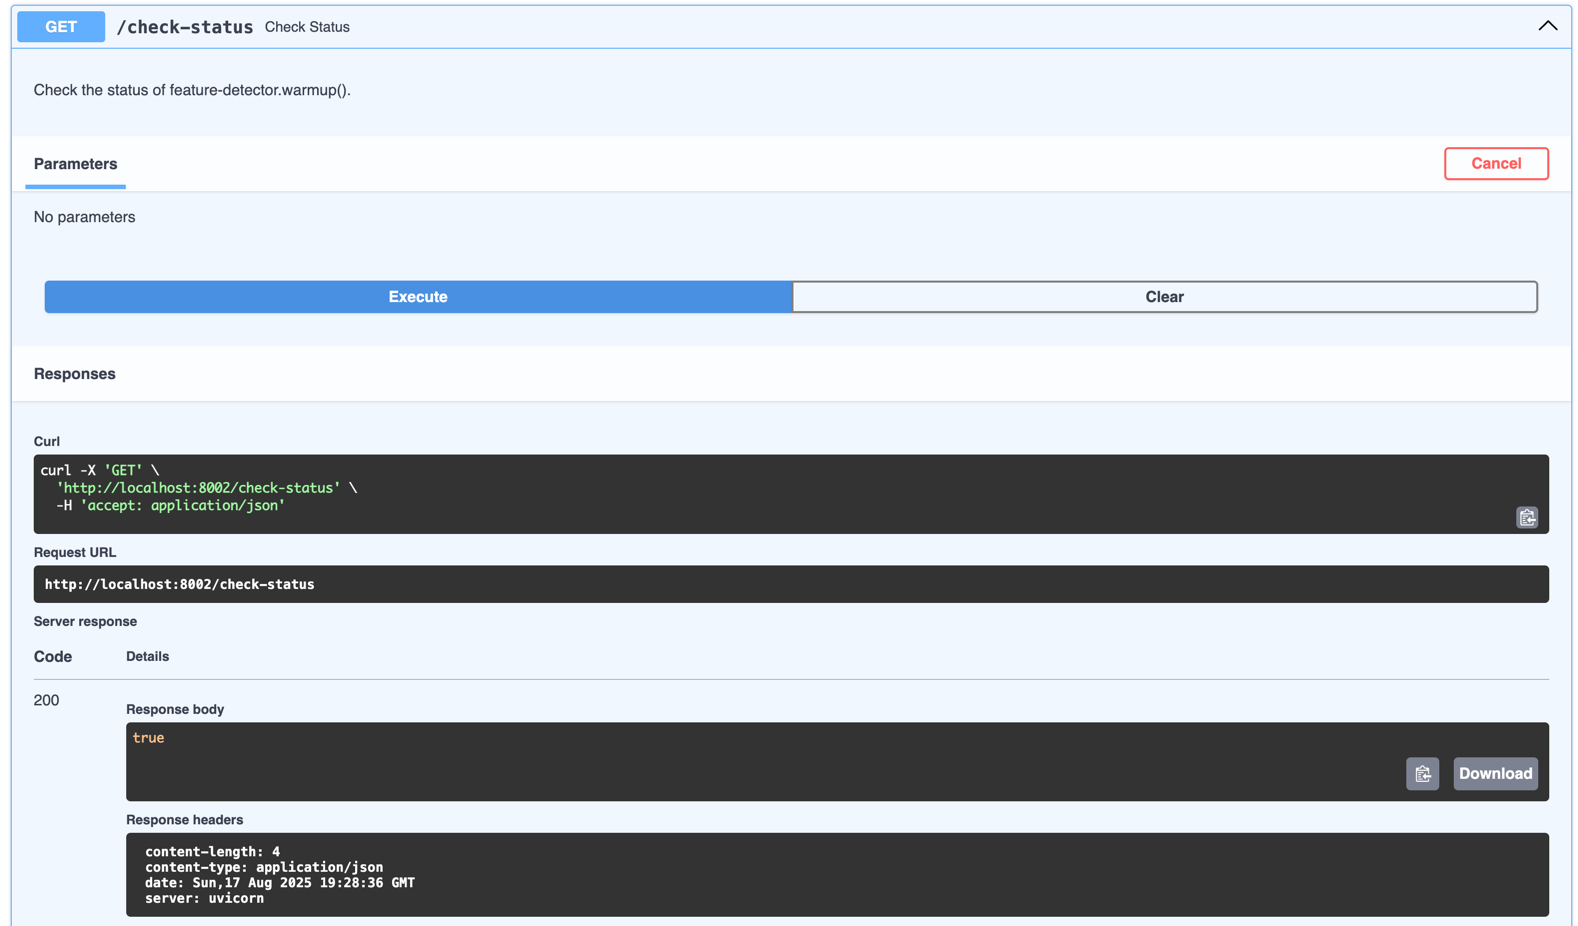 GET /check-status Check Status
Check the status of feature-detector.warmup().
Parameters
Cancel
No parameters
Execute
Clear
Responses
Curl
curl -X 'GET' \
  'http://localhost:8002/check-status' \
  -H 'accept: application/json'
Request URL
http://localhost:8002/check-status
Server response
Code Details
200
Response body
true
Download
Response headers
content-length: 4
content-type: application/json
date: Sun,17 Aug 2025 19:28:36 GMT
server: uvicorn